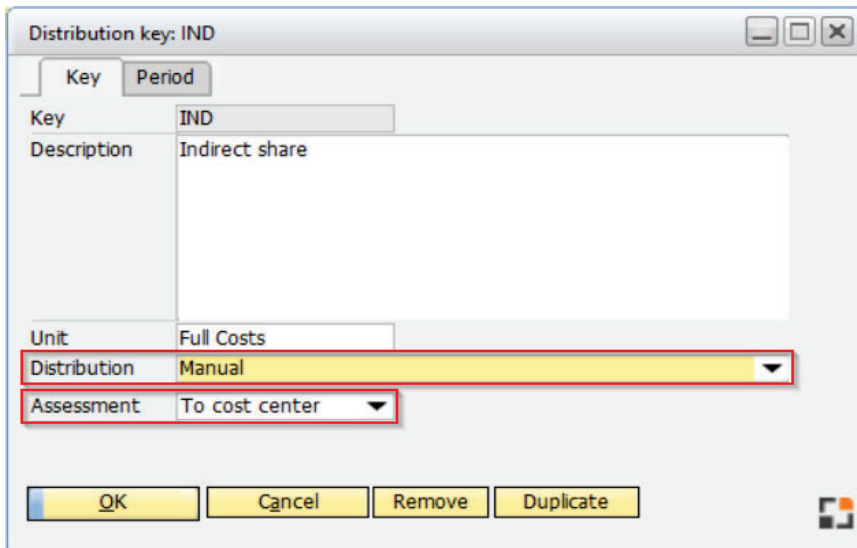 Distribution key: IND
Key Period
Key IND
Description Indirect share
Unit Full Costs
Distribution Manual
Assessment To cost center
OK Cancel Remove Duplicate